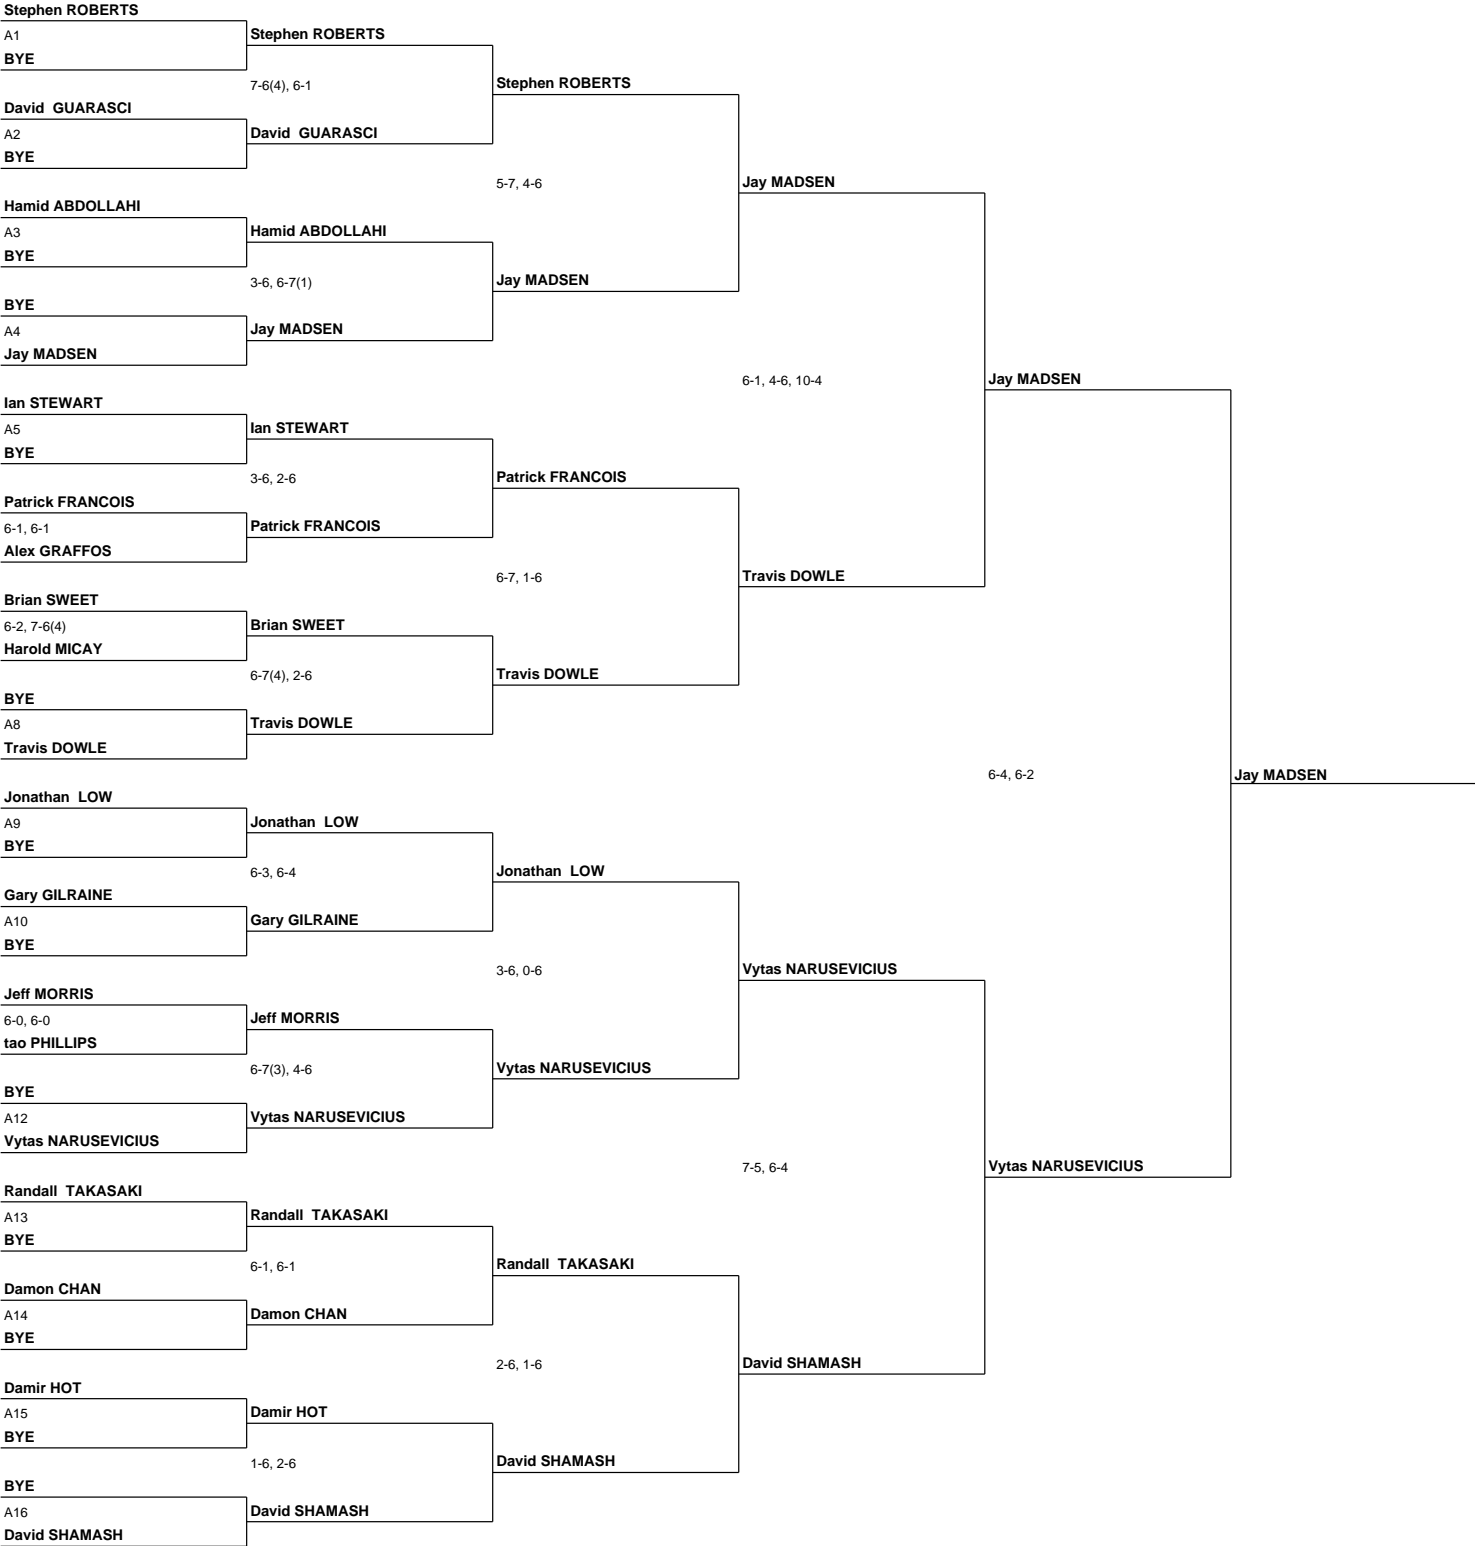 Stephen ROBERTS
A1
BYE
David  GUARASCI
A2
BYE
Hamid ABDOLLAHI
A3
BYE
BYE
A4
Jay MADSEN
Ian STEWART
A5
BYE
Patrick FRANCOIS
6-1, 6-1
Alex GRAFFOS
Brian SWEET
6-2, 7-6(4)
Harold MICAY
BYE
A8
Travis DOWLE
Jonathan  LOW
A9
BYE
Gary GILRAINE
A10
BYE
Jeff MORRIS
6-0, 6-0
tao PHILLIPS
BYE
A12
Vytas NARUSEVICIUS
Randall  TAKASAKI
A13
BYE
Damon CHAN
A14
BYE
Damir HOT
A15
BYE
BYE
A16
David SHAMASH
Stephen ROBERTS
7-6(4), 6-1
David  GUARASCI
Hamid ABDOLLAHI
3-6, 6-7(1)
Jay MADSEN
Ian STEWART
3-6, 2-6
Patrick FRANCOIS
Brian SWEET
6-7(4), 2-6
Travis DOWLE
Jonathan  LOW
6-3, 6-4
Gary GILRAINE
Jeff MORRIS
6-7(3), 4-6
Vytas NARUSEVICIUS
Randall  TAKASAKI
6-1, 6-1
Damon CHAN
Damir HOT
1-6, 2-6
David SHAMASH
Stephen ROBERTS
5-7, 4-6
Jay MADSEN
Patrick FRANCOIS
6-7, 1-6
Travis DOWLE
Jonathan  LOW
3-6, 0-6
Vytas NARUSEVICIUS
Randall  TAKASAKI
2-6, 1-6
David SHAMASH
Jay MADSEN
6-1, 4-6, 10-4
Travis DOWLE
Vytas NARUSEVICIUS
7-5, 6-4
David SHAMASH
Jay MADSEN
6-4, 6-2
Vytas NARUSEVICIUS
Jay MADSEN